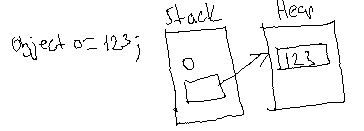 Stack
Heap
Object o = 123;
O
123